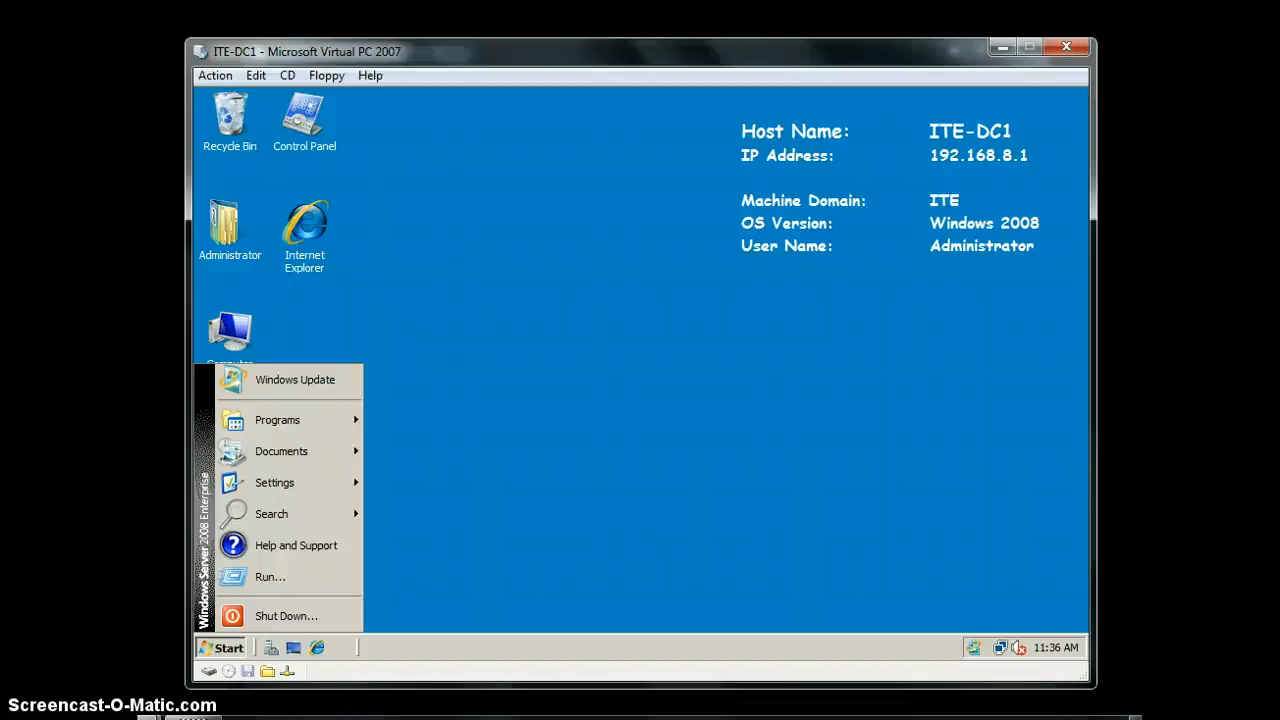 ITE-DC1 - Microsoft Virtual PC 2007
Action Edit CD Floppy Help
Recycle Bin
Control Panel
Host Name: ITE-DC1
IP Address: 192.168.8.1
Machine Domain: ITE
OS Version: Windows 2008
User Name: Administrator
Administrator
Internet
Explorer
Computer
Windows Update
Programs
Documents
Settings
Search
Help and Support
Run...
Shut Down...
Windows Server 2008 Enterprise
Start
11:36 AM
Screencast-O-Matic.com